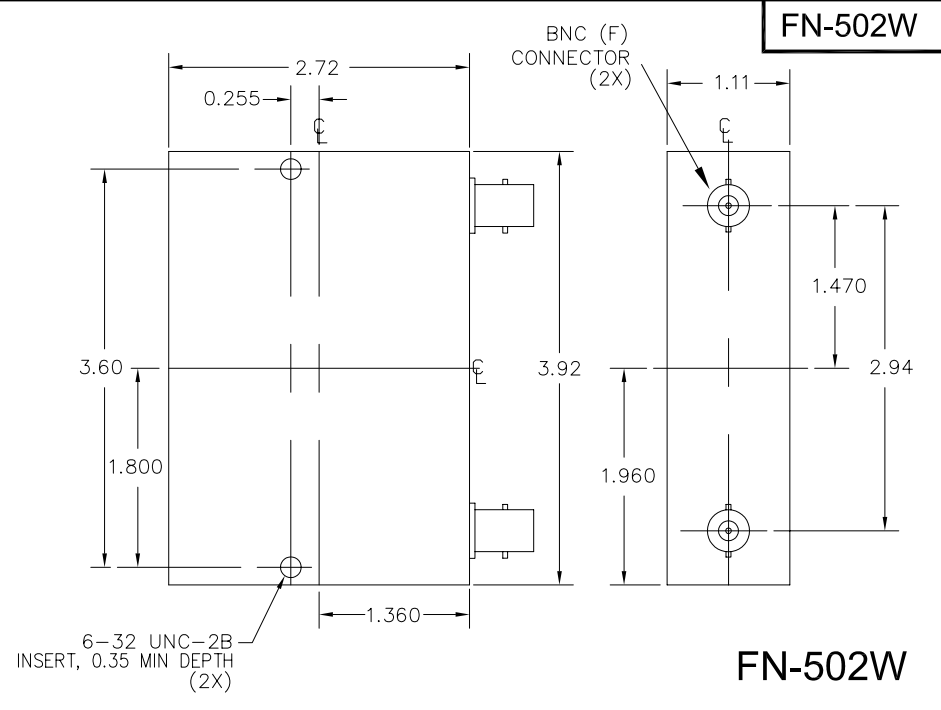 FN-502W
BNC (F)
CONNECTOR
(2X)
2.72
1.11
0.255
℄
℄
1.470
3.60
℄
3.92
2.94
1.800
1.960
1.360
6-32 UNC-2B
INSERT, 0.35 MIN DEPTH
(2X)
FN-502W